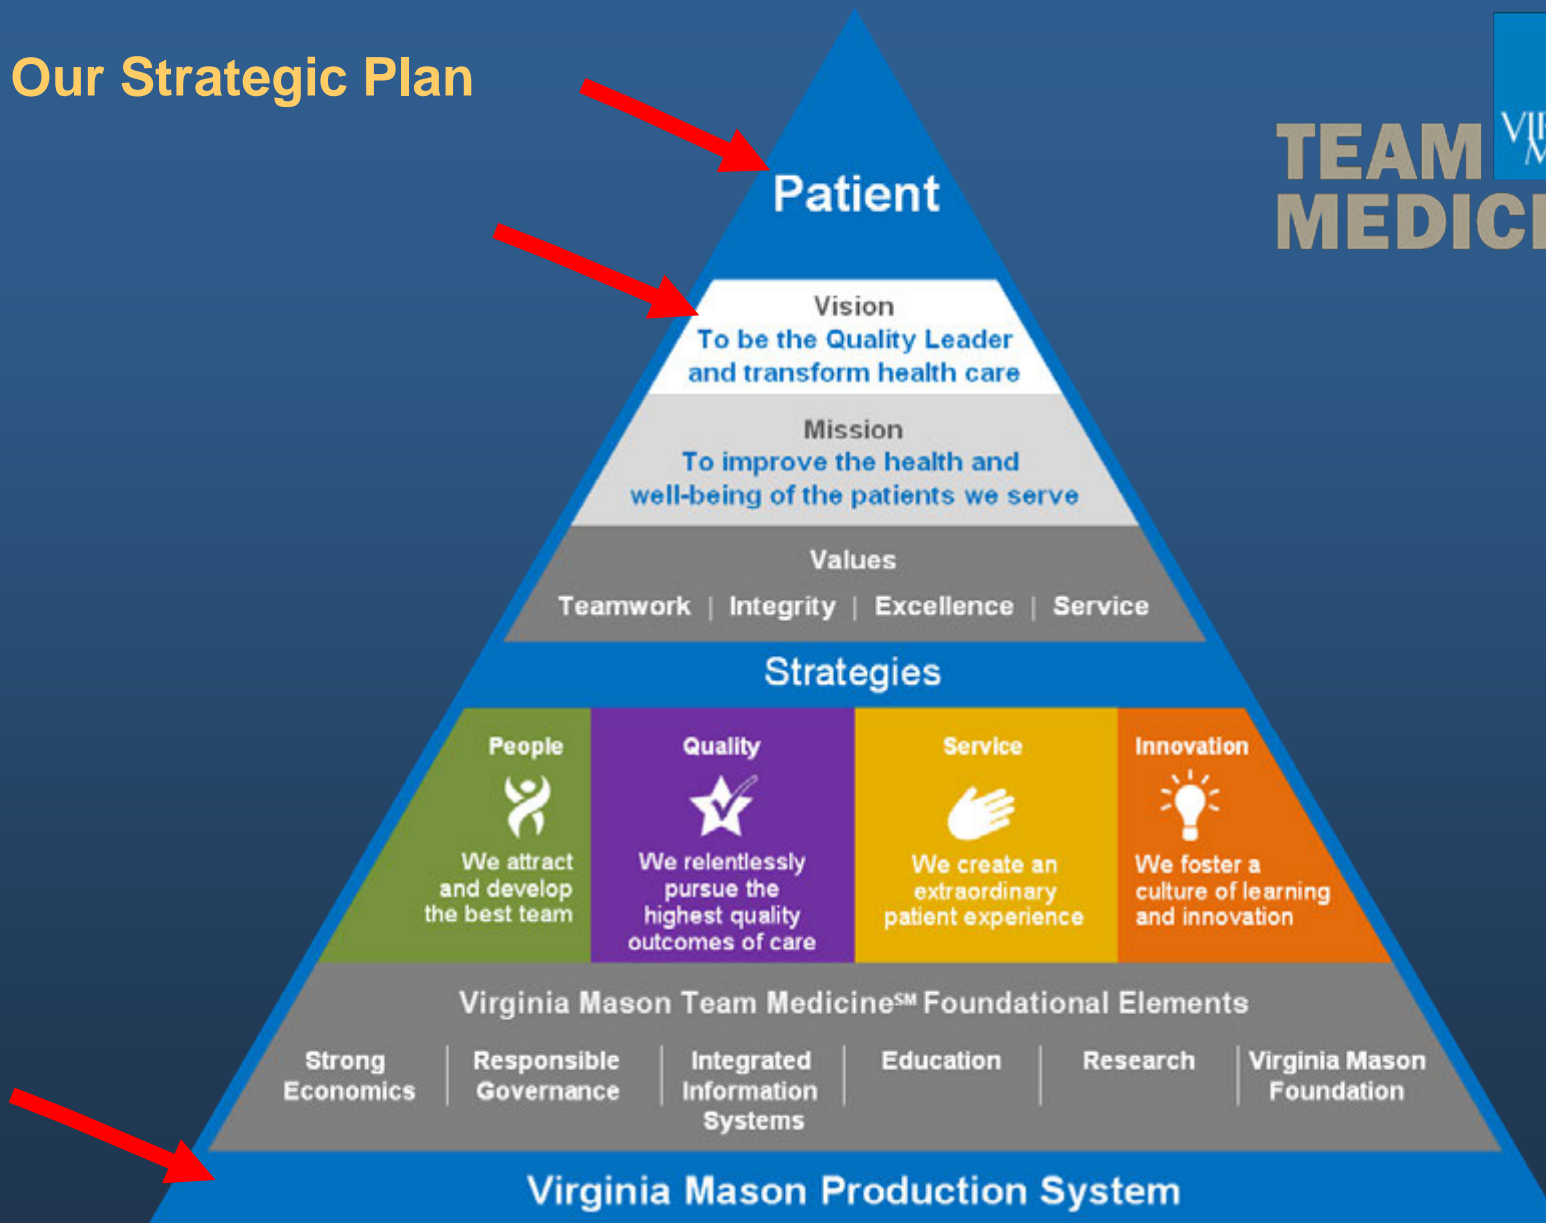 Our Strategic Plan
TEAM
Patient
Vision
To be the Quality Leader
and transform health care
Mission
To improve the health and
well-being of the patients we serve
Values
Teamwork | Integrity | Excellence | Service
Strategies
People
We attract
and develop
the best team
Quality
We relentlessly
pursue the
highest quality
outcomes of care
Service
We create an
extraordinary
patient experience
Innovation
We foster a
culture of learning
and innovation
Virginia Mason Team Medicine℠ Foundational Elements
Strong
Economics
Responsible
Governance
Integrated
Information
Systems
Education
Research
Virginia Mason
Foundation
Virginia Mason Production System